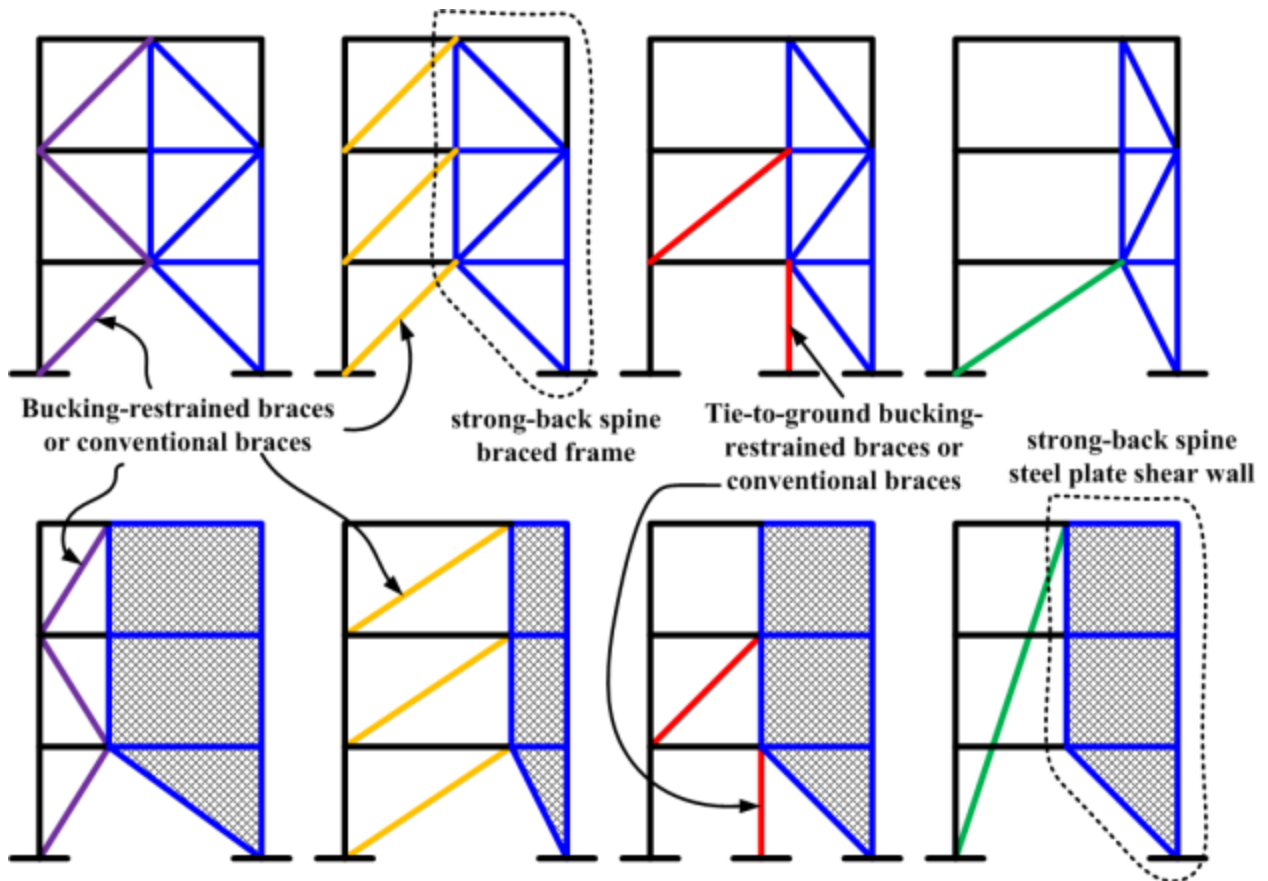 Bucking-restrained braces
or conventional braces
strong-back spine
braced frame
Tie-to-ground bucking-
restrained braces or
conventional braces
strong-back spine
steel plate shear wall